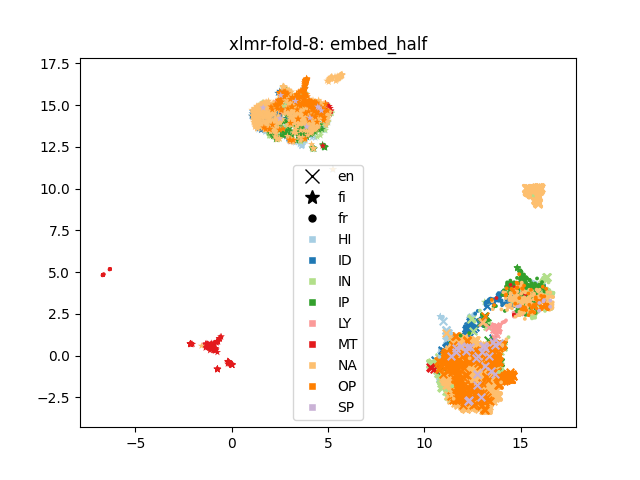 xlmr-fold-8: embed_half
17.5
15.0
12.5
10.0
7.5
5.0
2.5
0.0
−2.5
−5
0
5
10
15
en
fi
fr
HI
ID
IN
IP
LY
MT
NA
OP
SP